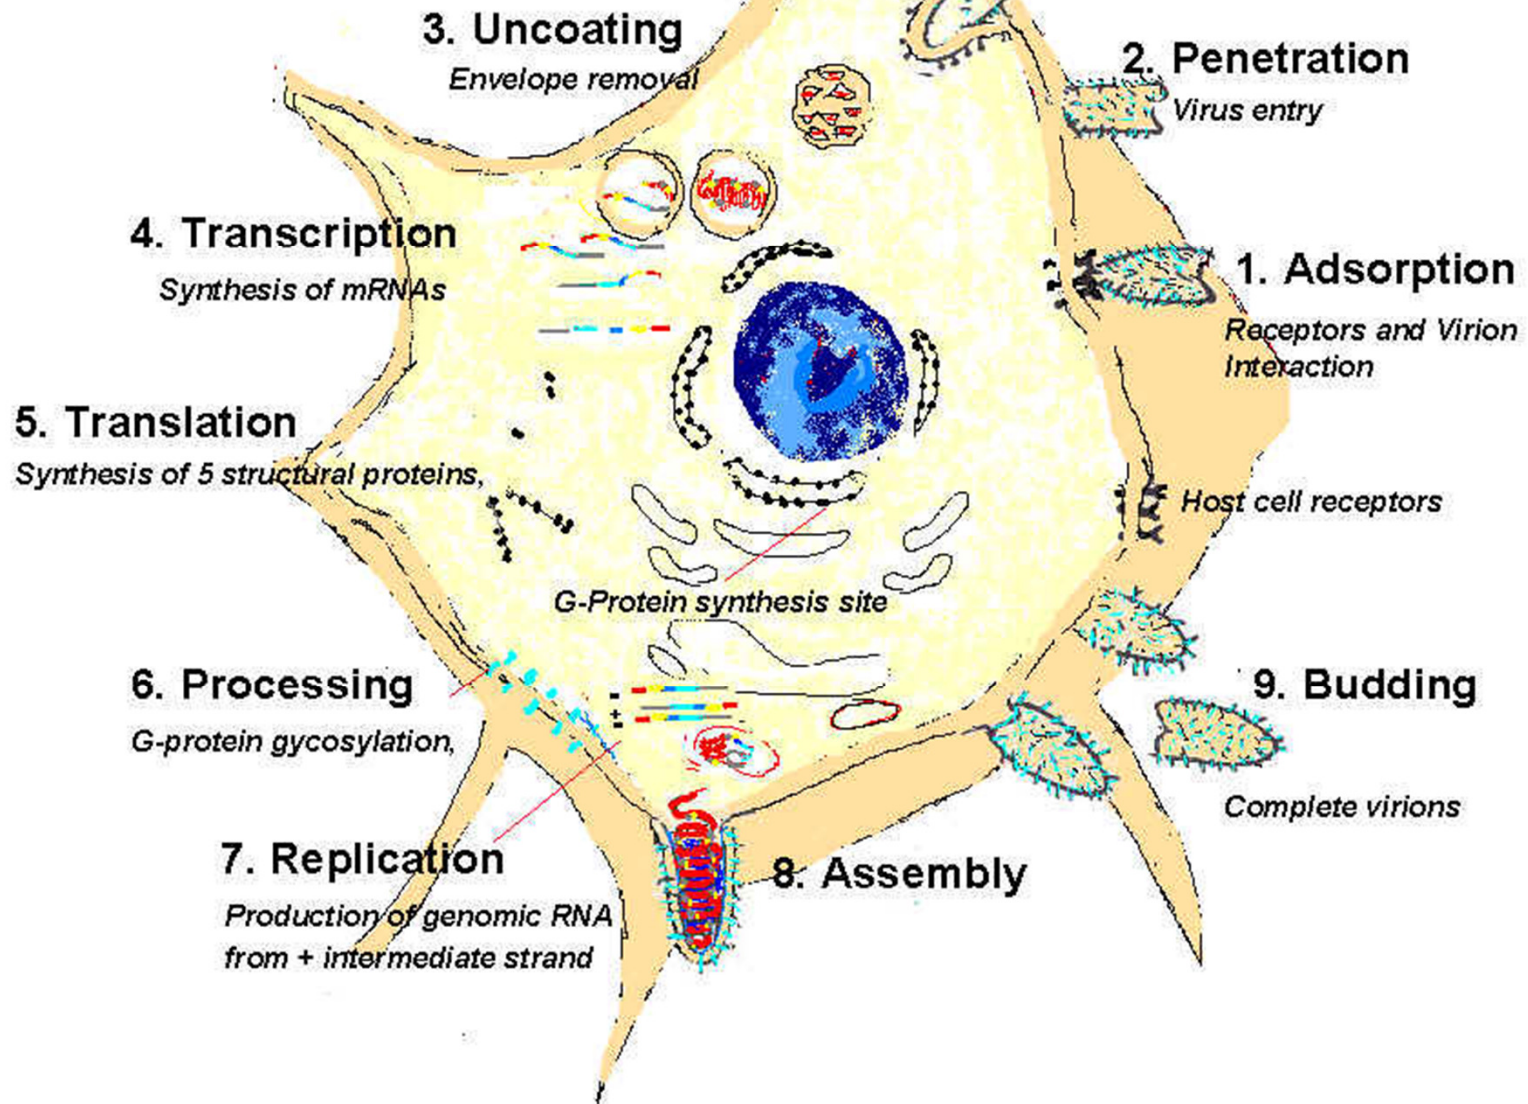 3. Uncoating
Envelope removal
2. Penetration
Virus entry
4. Transcription
Synthesis of mRNAs
1. Adsorption
Receptors and Virion
Interaction
5. Translation
Synthesis of 5 structural proteins,
Host cell receptors
G-Protein synthesis site
6. Processing
G-protein gycosylation,
9. Budding
Complete virions
7. Replication
Production of genomic RNA
from + intermediate strand
8. Assembly
-
+
-